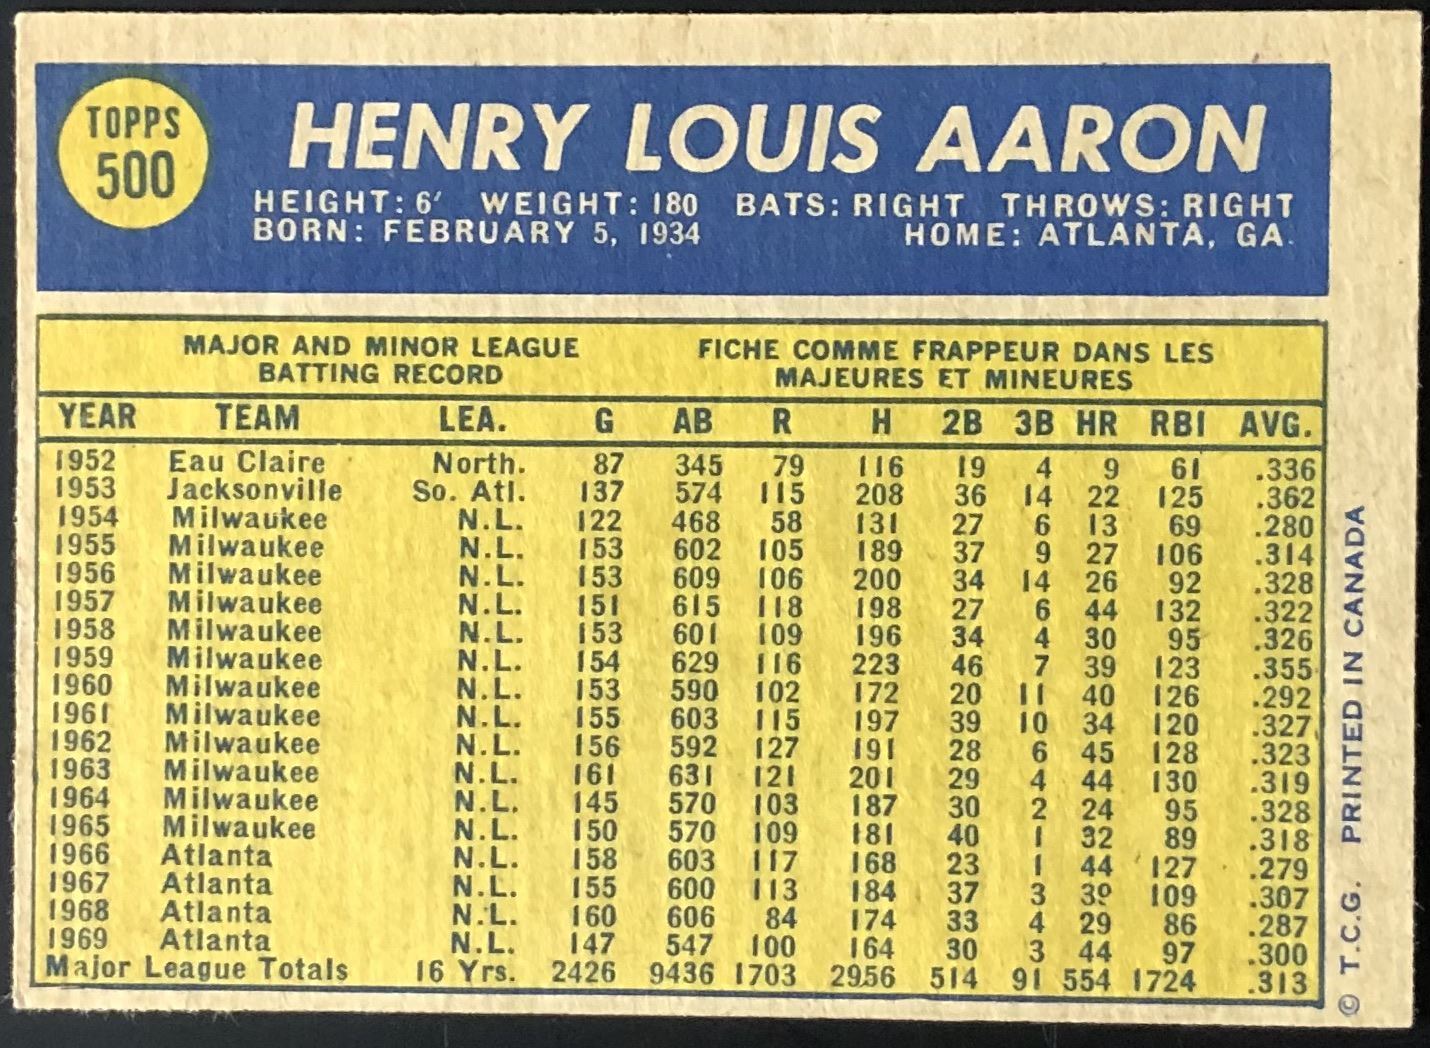 TOPPS
500
HENRY LOUIS AARON
HEIGHT: 6' WEIGHT: 180 BATS: RIGHT THROWS: RIGHT
BORN: FEBRUARY 5, 1934 HOME: ATLANTA, GA.
MAJOR AND MINOR LEAGUE
BATTING RECORD
FICHE COMME FRAPPEUR DANS LES
MAJEURES ET MINEURES
YEAR TEAM LEA. G AB R H 2B 3B HR RBI AVG.
1952 Eau Claire North. 87 345 79 116 19 4 9 61 .336
1953 Jacksonville So. Atl. 137 574 115 208 36 14 22 125 .362
1954 Milwaukee N.L. 122 468 58 131 27 6 13 69 .280
1955 Milwaukee N.L. 153 602 105 189 37 9 27 106 .314
1956 Milwaukee N.L. 153 609 106 200 34 14 26 92 .328
1957 Milwaukee N.L. 151 615 118 198 27 6 44 132 .322
1958 Milwaukee N.L. 153 601 109 196 34 4 30 95 .326
1959 Milwaukee N.L. 154 629 116 223 46 7 39 123 .355
1960 Milwaukee N.L. 153 590 102 172 20 11 40 126 .292
1961 Milwaukee N.L. 155 603 115 197 39 10 34 120 .327
1962 Milwaukee N.L. 156 592 127 191 28 6 45 128 .323
1963 Milwaukee N.L. 161 631 121 201 29 4 44 130 .319
1964 Milwaukee N.L. 145 570 103 187 30 2 24 95 .328
1965 Milwaukee N.L. 150 570 109 181 40 1 32 89 .318
1966 Atlanta N.L. 158 603 117 168 23 1 44 127 .279
1967 Atlanta N.L. 155 600 113 184 37 3 39 109 .307
1968 Atlanta N.L. 160 606 84 174 33 4 29 86 .287
1969 Atlanta N.L. 147 547 100 164 30 3 44 97 .300
Major League Totals 16 Yrs. 2426 9436 1703 2956 514 91 554 1724 .313
© T.C.G. PRINTED IN CANADA